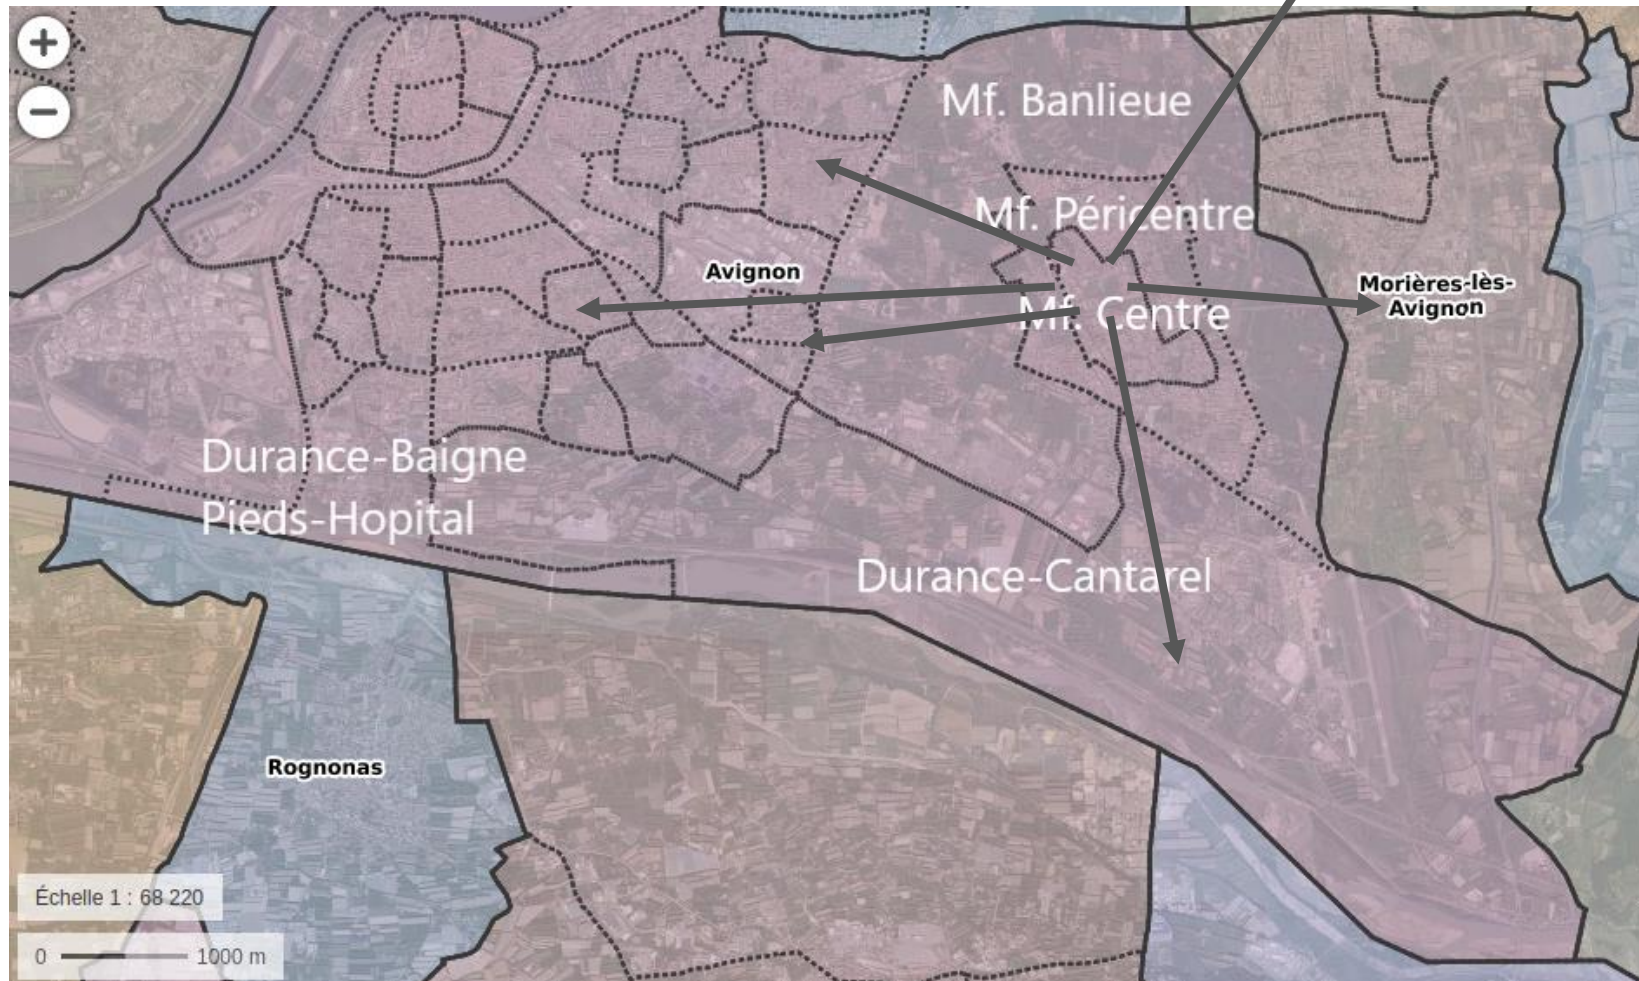 +
−
Mf. Banlieue
Mf. Péricentre
Avignon
Morières-lès-
Avignon
Mf. Centre
Durance-Baigne
Pieds-Hopital
Durance-Cantarel
Rognonas
Échelle 1 : 68 220
0 1000 m